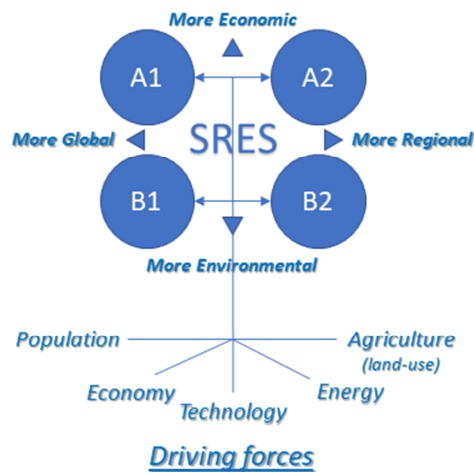 More Economic
A1
A2
More Global
SRES
More Regional
B1
B2
More Environmental
Population
Agriculture
(land-use)
Economy
Energy
Technology
Driving forces